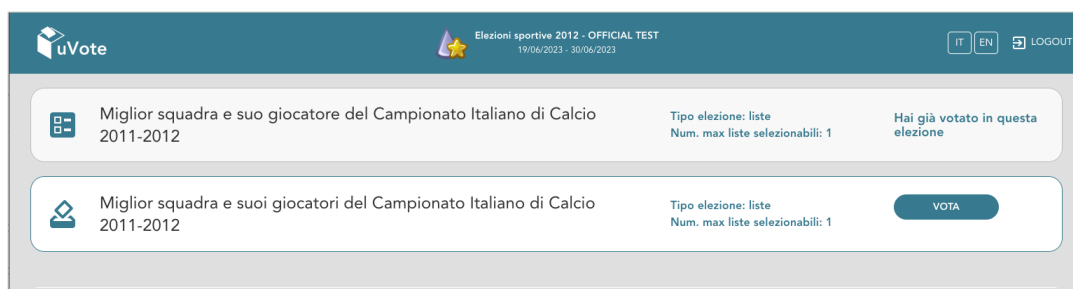 uVote
Elezioni sportive 2012 - OFFICIAL TEST
19/06/2023 - 30/06/2023
IT EN LOGOUT
Miglior squadra e suo giocatore del Campionato Italiano di Calcio
2011-2012
Tipo elezione: liste
Num. max liste selezionabili: 1
Hai già votato in questa
elezione
Miglior squadra e suoi giocatori del Campionato Italiano di Calcio
2011-2012
Tipo elezione: liste
Num. max liste selezionabili: 1
VOTA